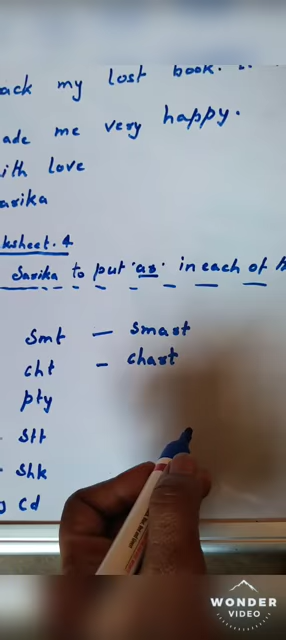 ack my lost book.
ade me very happy.
ith love
arika
ksheet. 4
Sarika to put 'ar' in each of
smt — smart
cht - chart
pty
stt
shk
cd
WONDER
VIDEO